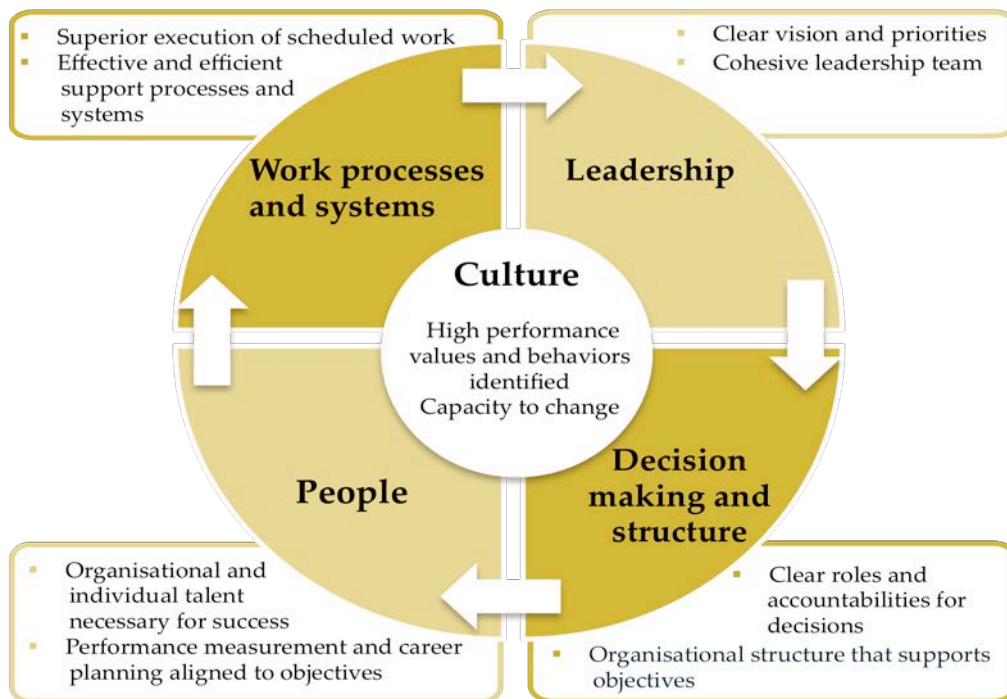 ▪ Superior execution of scheduled work
▪ Effective and efficient
support processes and
systems
▪ Clear vision and priorities
▪ Cohesive leadership team
Work processes
and systems
Leadership
Culture
High performance
values and behaviors
identified
Capacity to change
People
Decision
making and
structure
▪ Organisational and
individual talent
necessary for success
▪ Performance measurement and career
planning aligned to objectives
▪ Clear roles and
accountabilities for
decisions
▪ Organisational structure that supports
objectives